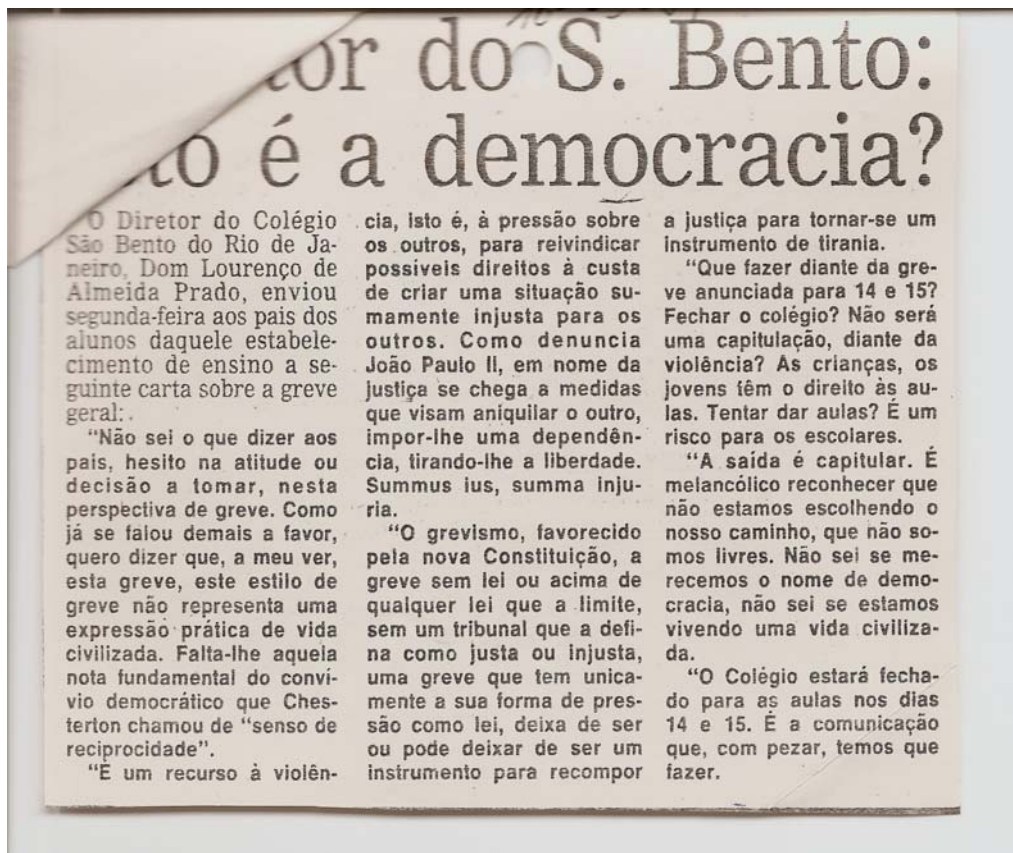 tor do S. Bento:
to é a democracia?
O Diretor do Colégio
São Bento do Rio de Ja-
neiro, Dom Lourenço de
Almeida Prado, enviou
segunda-feira aos pais dos
alunos daquele estabele-
cimento de ensino a se-
guinte carta sobre a greve
geral:
“Não sei o que dizer aos
pais, hesito na atitude ou
decisão a tomar, nesta
perspectiva de greve. Como
já se falou demais a favor,
quero dizer que, a meu ver,
esta greve, este estilo de
greve não representa uma
expressão prática de vida
civilizada. Falta-lhe aquela
nota fundamental do conví-
vio democrático que Ches-
terton chamou de “senso de
reciprocidade”.
“É um recurso à violên-
cia, isto é, à pressão sobre
os outros, para reivindicar
possíveis direitos à custa
de criar uma situação su-
mamente injusta para os
outros. Como denuncia
João Paulo II, em nome da
justiça se chega a medidas
que visam aniquilar o outro,
impor-lhe uma dependên-
cia, tirando-lhe a liberdade.
Summus ius, summa inju-
ria.
“O grevismo, favorecido
pela nova Constituição, a
greve sem lei ou acima de
qualquer lei que a limite,
sem um tribunal que a defi-
na como justa ou injusta,
uma greve que tem unica-
mente a sua forma de pres-
são como lei, deixa de ser
ou pode deixar de ser um
instrumento para recompor
a justiça para tornar-se um
instrumento de tirania.
“Que fazer diante da gre-
ve anunciada para 14 e 15?
Fechar o colégio? Não será
uma capitulação, diante da
violência? As crianças, os
jovens têm o direito às au-
las. Tentar dar aulas? É um
risco para os escolares.
“A saída é capitular. É
melancólico reconhecer que
não estamos escolhendo o
nosso caminho, que não so-
mos livres. Não sei se me-
recemos o nome de demo-
cracia, não sei se estamos
vivendo uma vida civiliza-
da.
“O Colégio estará fecha-
do para as aulas nos dias
14 e 15. É a comunicação
que, com pezar, temos que
fazer.